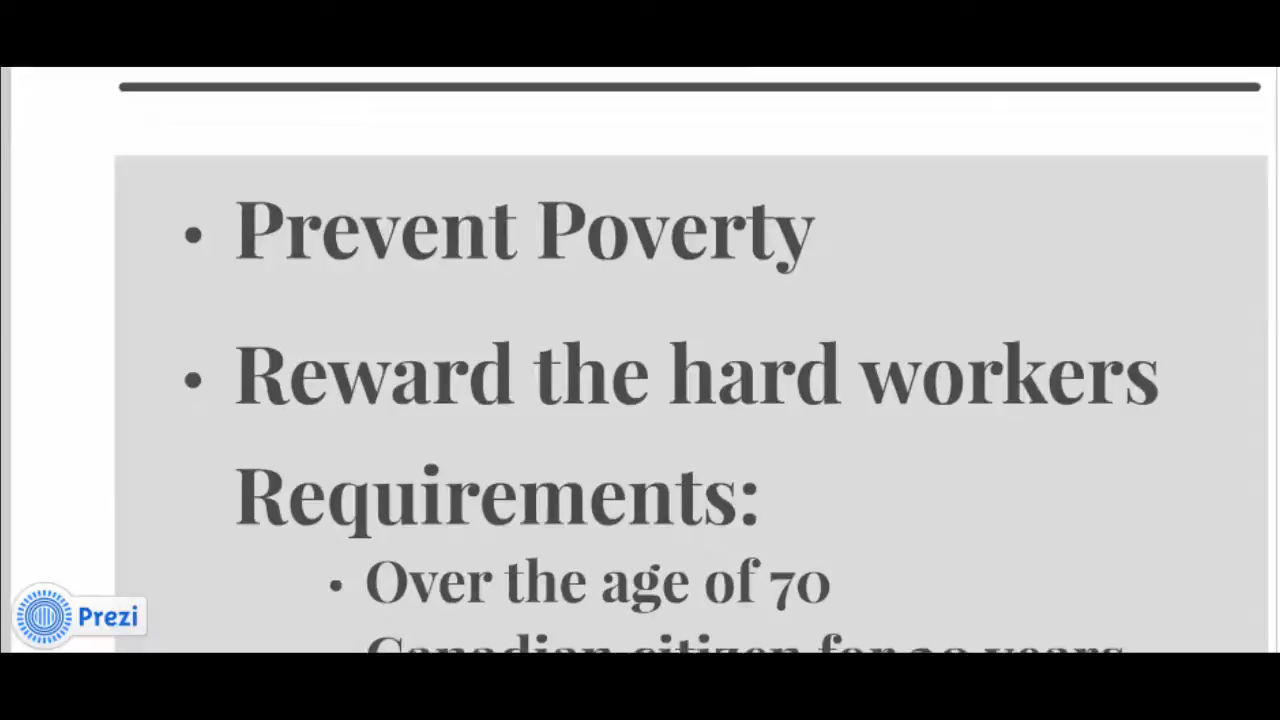 • Prevent Poverty
• Reward the hard workers
Requirements:
• Over the age of 70
Canadian citizen for 20 years
Prezi